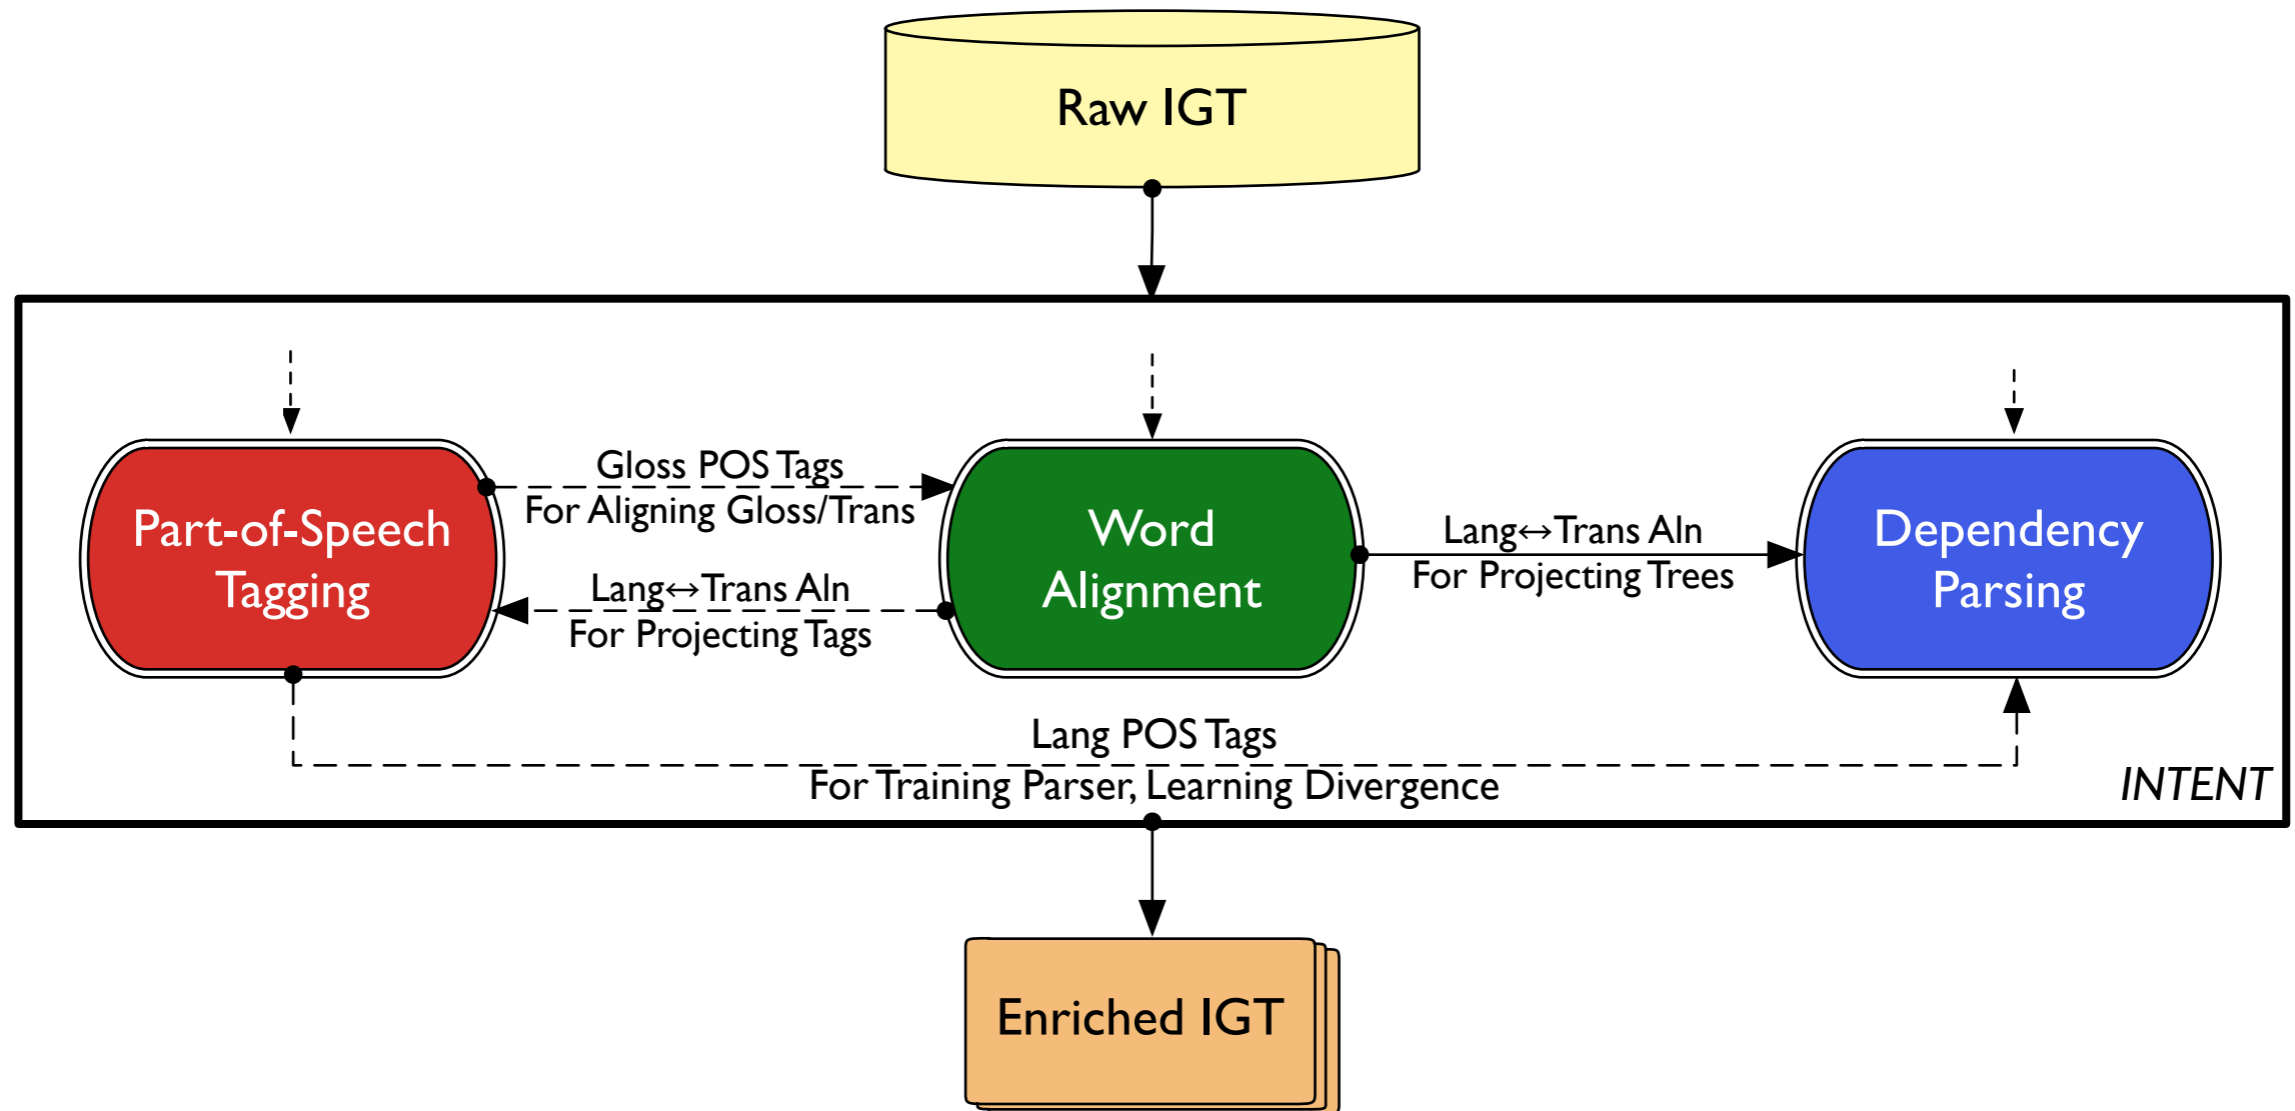 Raw IGT
Gloss POS Tags
For Aligning Gloss/Trans
Part-of-Speech
Tagging
Lang↔Trans Aln
For Projecting Tags
Word
Alignment
Lang↔Trans Aln
For Projecting Trees
Dependency
Parsing
Lang POS Tags
For Training Parser, Learning Divergence
INTENT
Enriched IGT